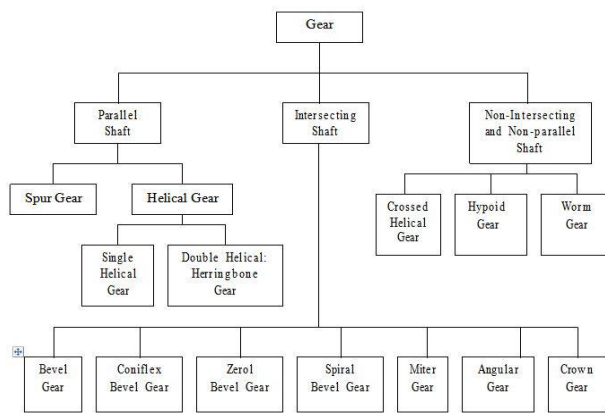 Gear
Parallel
Shaft
Intersecting
Shaft
Non-Intersecting
and Non-parallel
Shaft
Spur Gear
Helical Gear
Crossed
Helical
Gear
Hypoid
Gear
Worm
Gear
Single
Helical
Gear
Double Helical:
Herringbone
Gear
Bevel
Gear
Coniflex
Bevel Gear
Zerol
Bevel Gear
Spiral
Bevel Gear
Miter
Gear
Angular
Gear
Crown
Gear